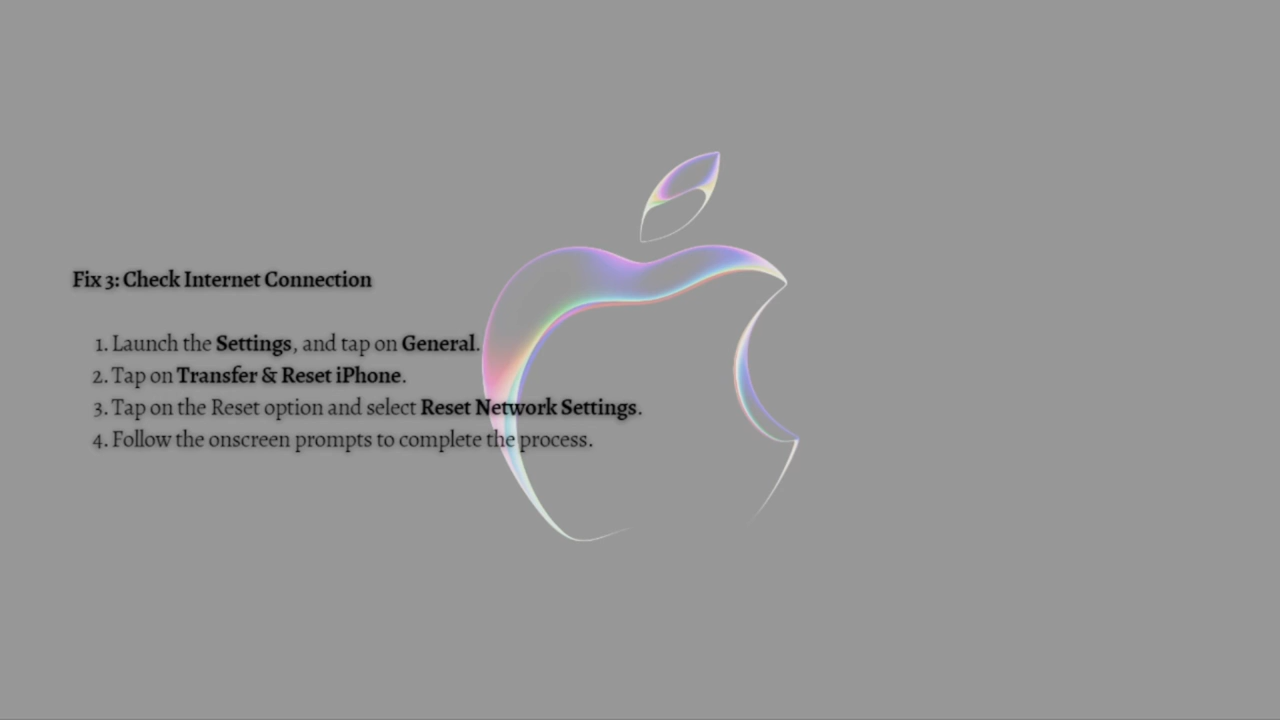 Fix 3: Check Internet Connection
1. Launch the Settings, and tap on General.
2. Tap on Transfer & Reset iPhone.
3. Tap on the Reset option and select Reset Network Settings.
4. Follow the onscreen prompts to complete the process.